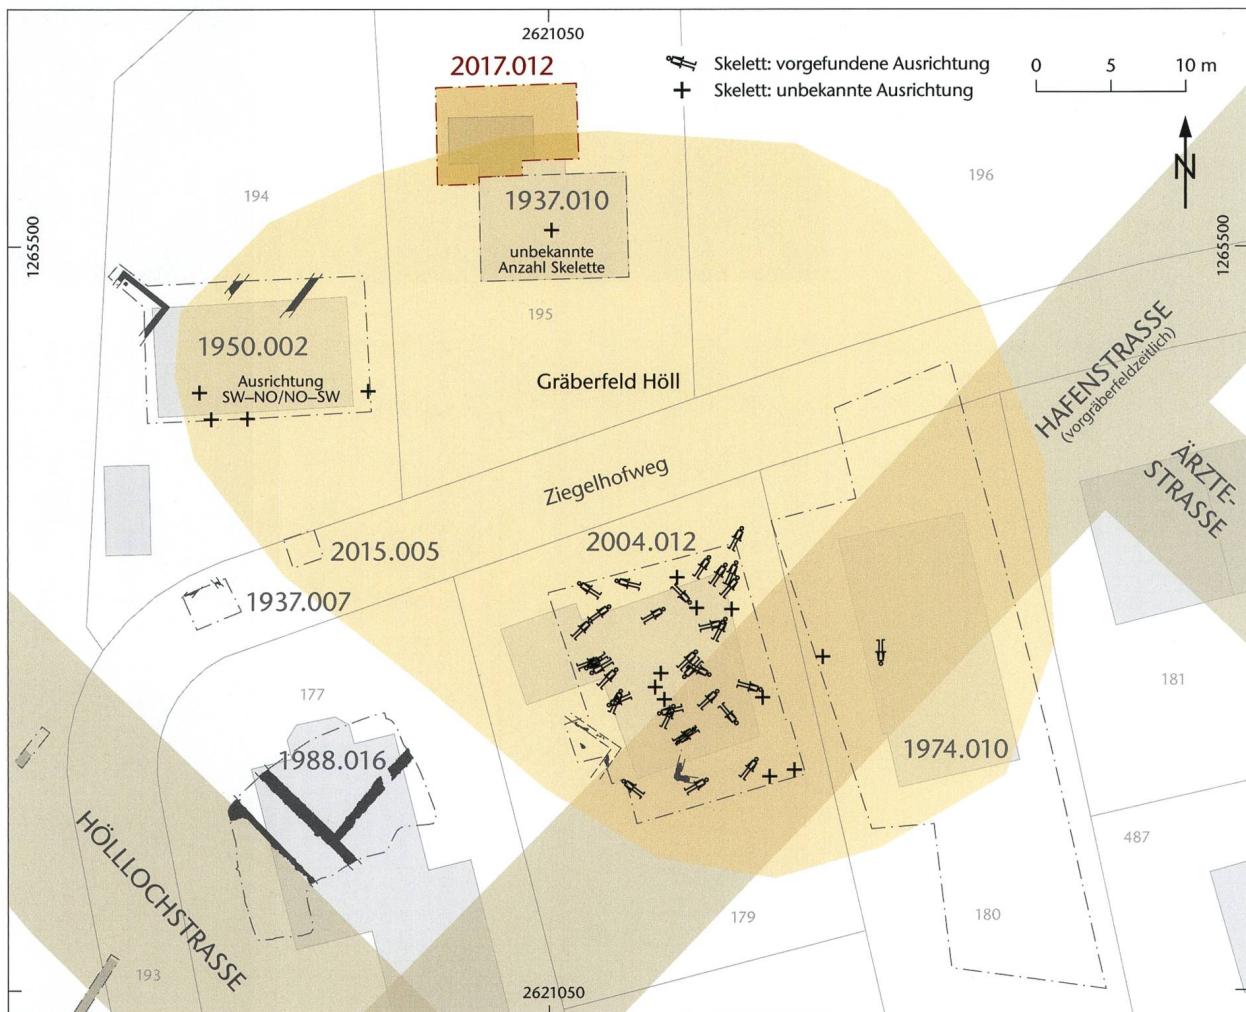 2621050
2017.012
Skelett: vorgefundene Ausrichtung
Skelett: unbekannte Ausrichtung
0 5 10 m
N
194
196
1937.010
unbekannte
Anzahl Skelette
1265500
1265500
195
1950.002
Ausrichtung
SW–NO/NO–SW
Gräberfeld Höll
HAFENSTRASSE
(vorgräberfeldzeitlich)
ÄRZTE-
STRASSE
Ziegelhofweg
2015.005
2004.012
1937.007
177
181
1988.016
1974.010
HÖLLLOCHSTRASSE
487
179
180
193
2621050